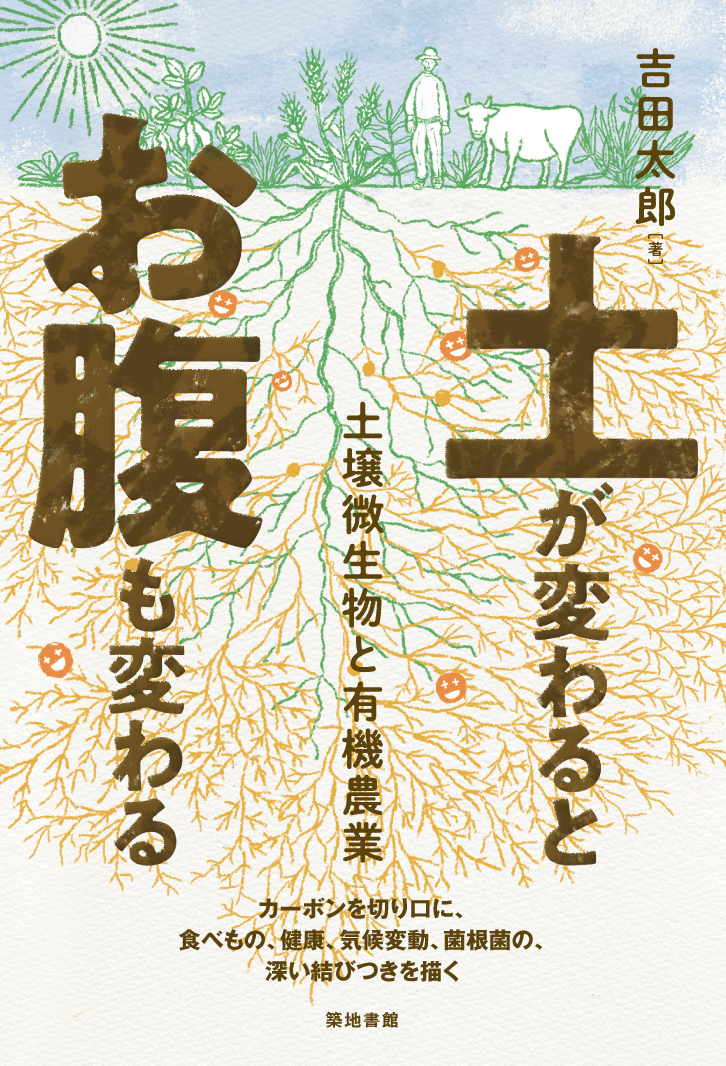 吉田太郎[著]
土が変わると
お腹も変わる
土壌微生物と有機農業
カーボンを切り口に、
食べもの、健康、気候変動、菌根菌の、
深い結びつきを描く
築地書館